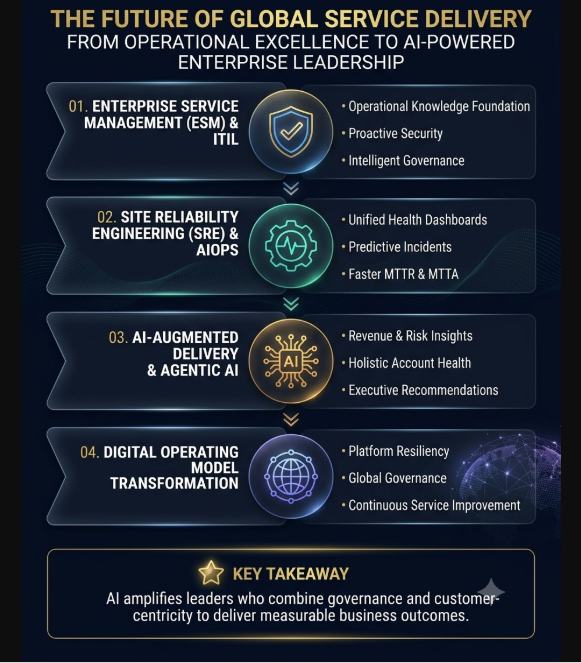 THE FUTURE OF GLOBAL SERVICE DELIVERY
FROM OPERATIONAL EXCELLENCE TO AI-POWERED
ENTERPRISE LEADERSHIP
01. ENTERPRISE SERVICE
MANAGEMENT (ESM) &
ITIL
• Operational Knowledge Foundation
• Proactive Security
• Intelligent Governance
02. SITE RELIABILITY
ENGINEERING (SRE) &
AIOPS
• Unified Health Dashboards
• Predictive Incidents
• Faster MTTR & MTTA
03. AI-AUGMENTED
DELIVERY
& AGENTIC AI
AI
• Revenue & Risk Insights
• Holistic Account Health
• Executive Recommendations
04. DIGITAL OPERATING
MODEL
TRANSFORMATION
• Platform Resiliency
• Global Governance
• Continuous Service Improvement
KEY TAKEAWAY
AI amplifies leaders who combine governance and customer-
centricity to deliver measurable business outcomes.